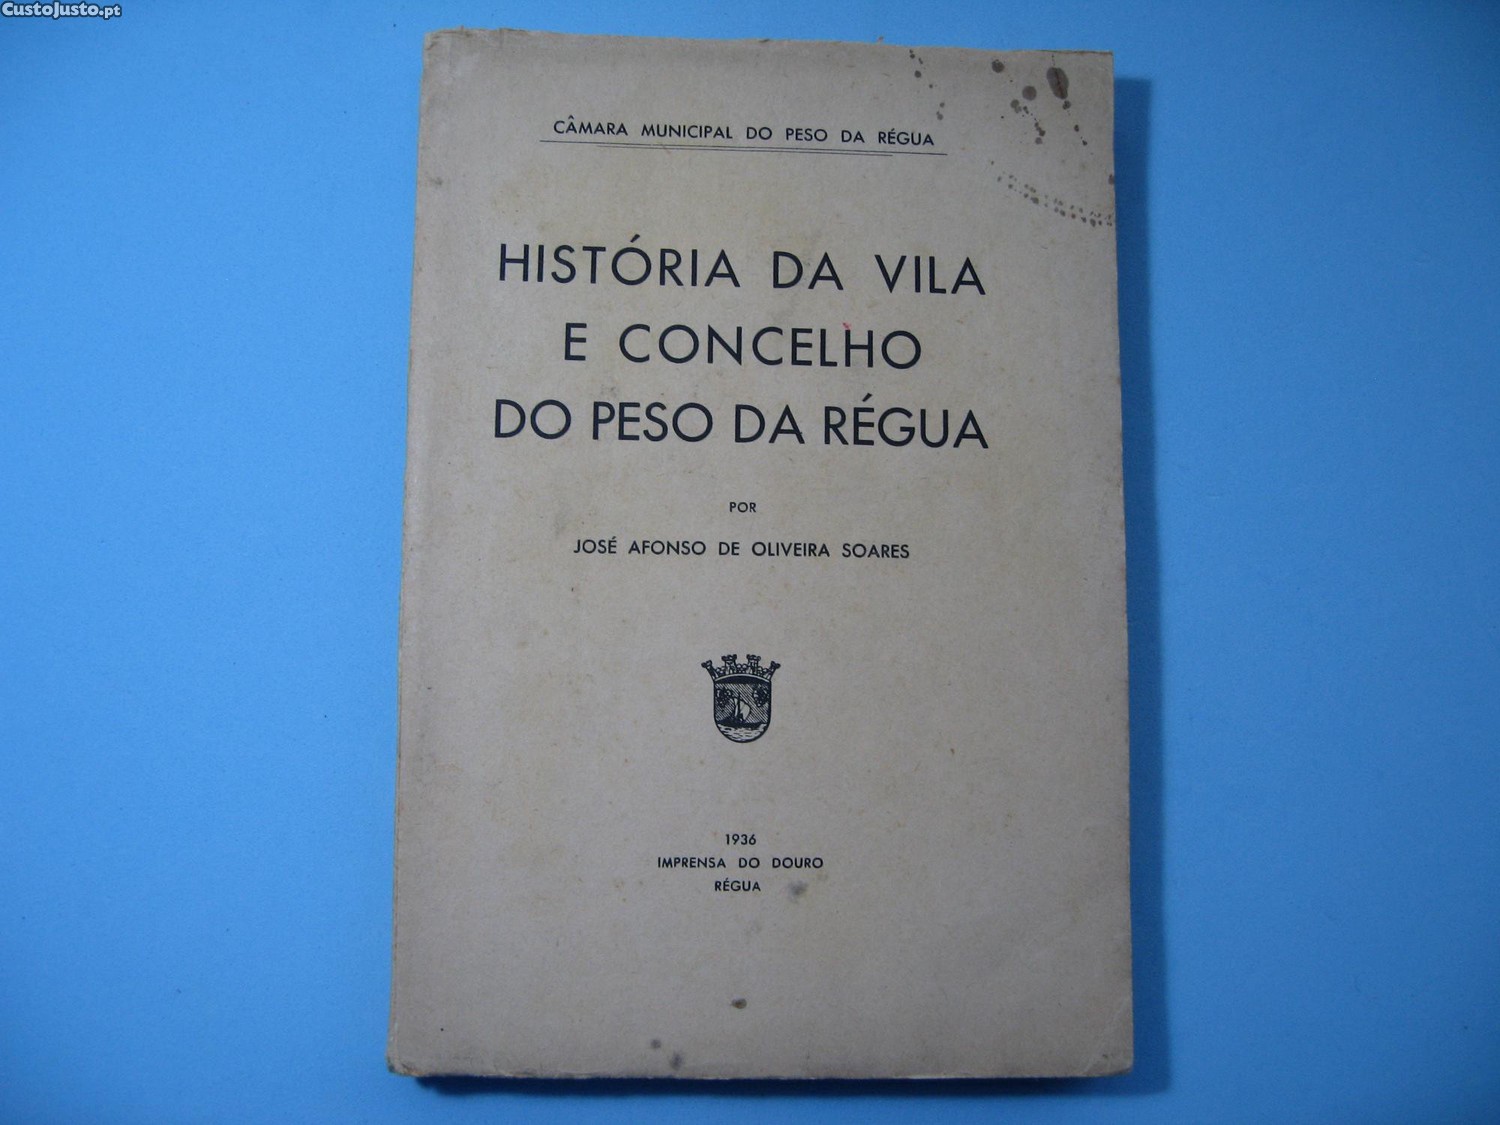 CustoJusto.pt
CÂMARA MUNICIPAL DO PESO DA RÉGUA
HISTÓRIA DA VILA
E CONCELHO
DO PESO DA RÉGUA
POR
JOSÉ AFONSO DE OLIVEIRA SOARES
1936
IMPRENSA DO DOURO
RÉGUA